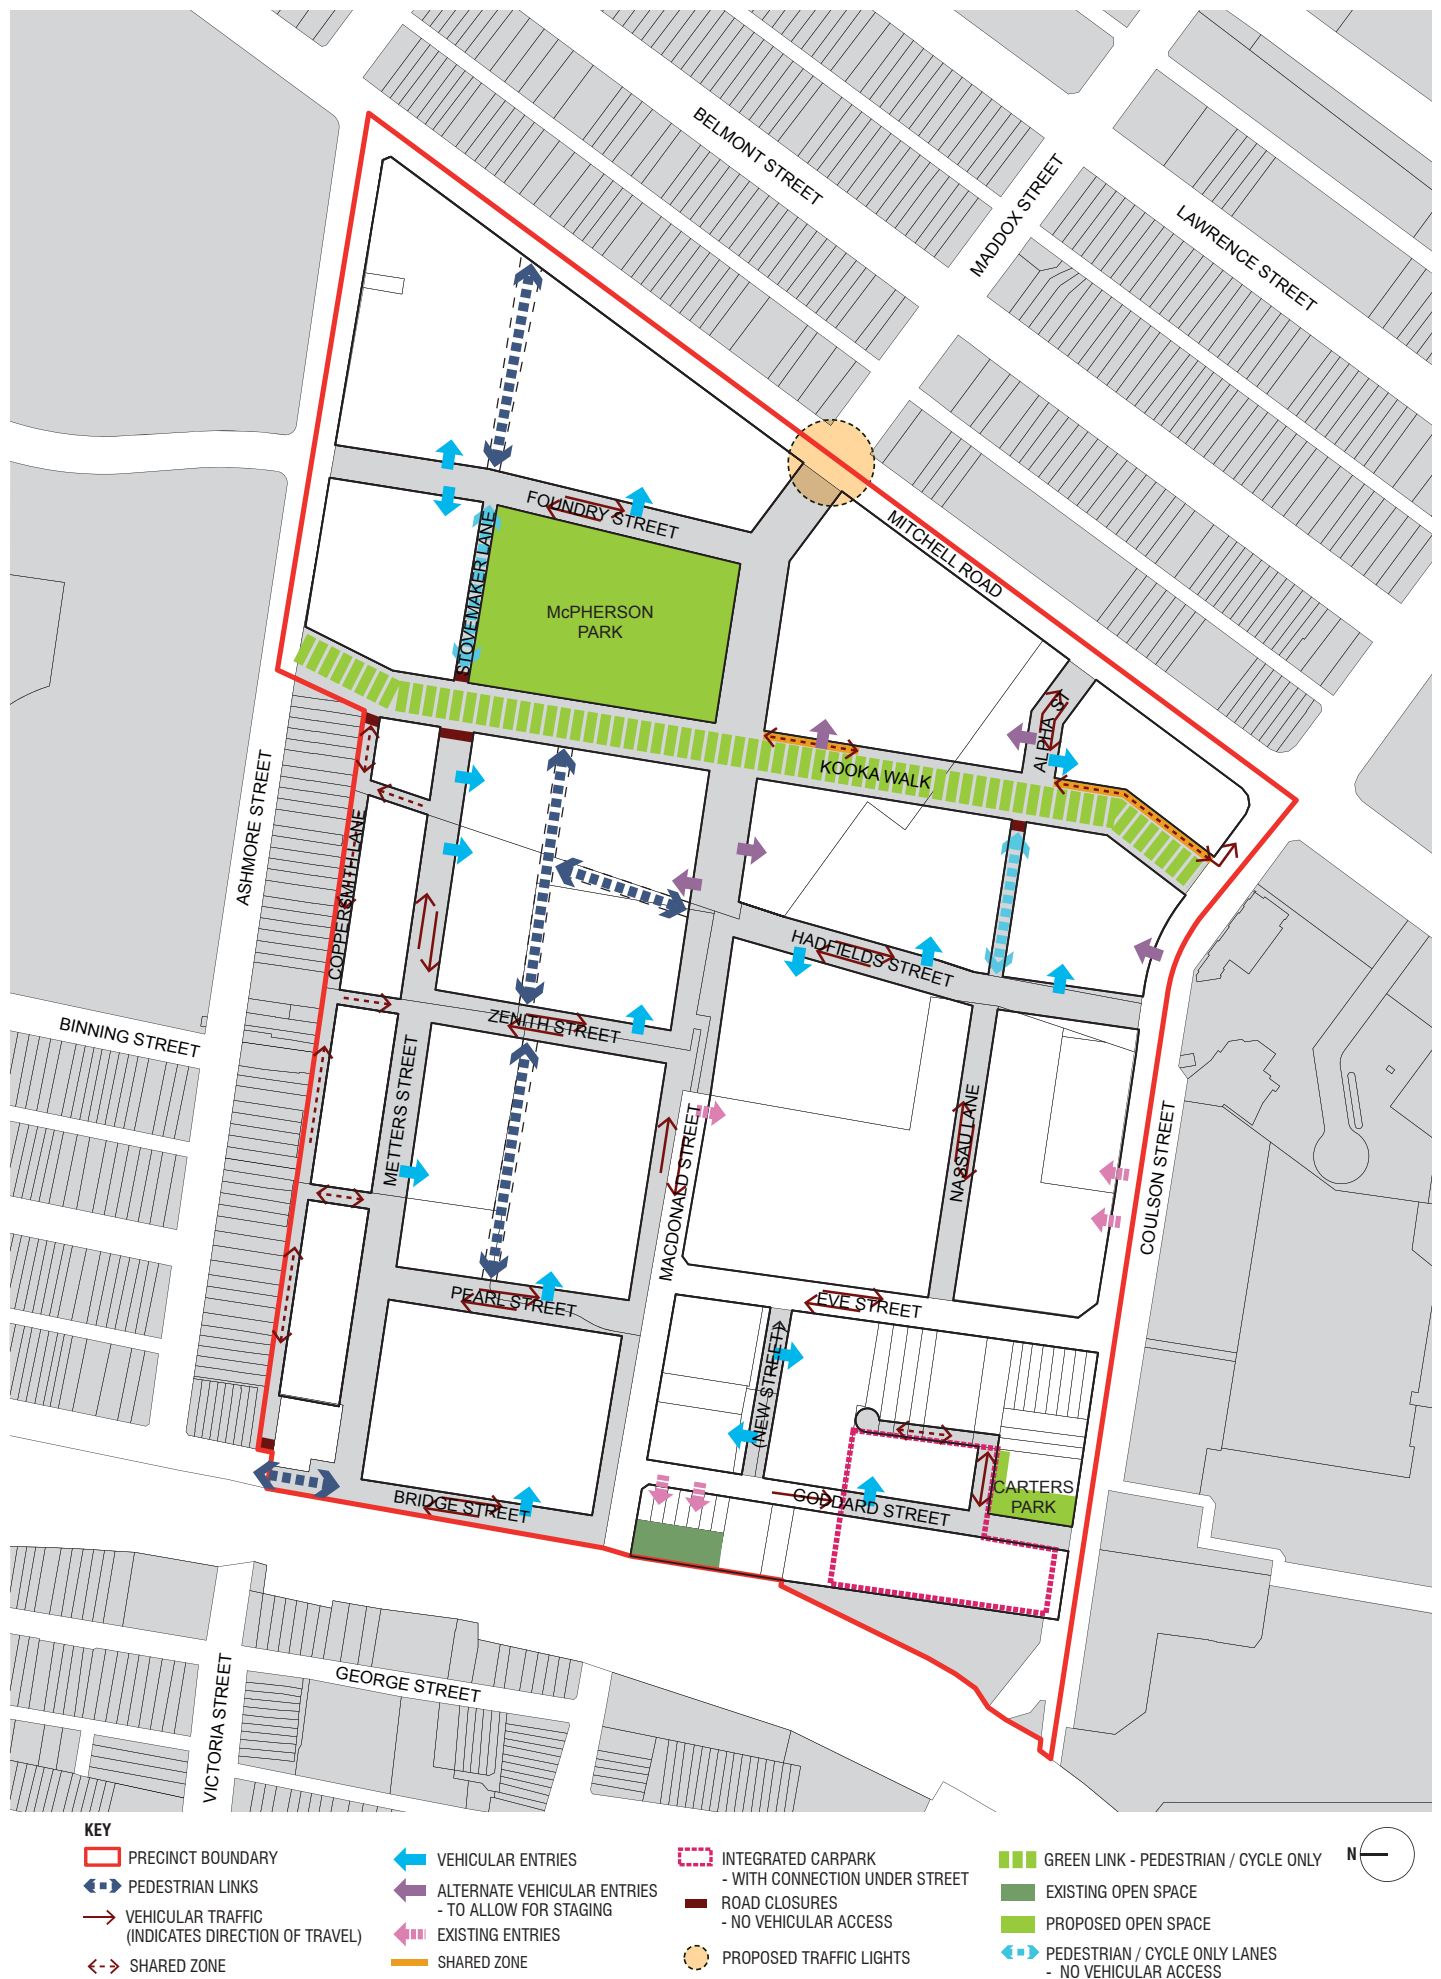 BELMONT STREET
MADDOX STREET
LAWRENCE STREET
FOUNDRY STREET
MITCHELL ROAD
STOVEMAKER LANE
McPHERSON
PARK
ALPHA ST
KOOKA WALK
ASHMORE STREET
COPPERSMITH LANE
HADFIELDS STREET
ZENITH STREET
BINNING STREET
METTERS STREET
MACDONALD STREET
NASSAU LANE
COULSON STREET
PEARL STREET
EVE STREET
(NEW STREET)
CARTERS
PARK
BRIDGE STREET
GODDARD STREET
GEORGE STREET
VICTORIA STREET
KEY
PRECINCT BOUNDARY
PEDESTRIAN LINKS
VEHICULAR TRAFFIC
(INDICATES DIRECTION OF TRAVEL)
SHARED ZONE
VEHICULAR ENTRIES
ALTERNATE VEHICULAR ENTRIES
- TO ALLOW FOR STAGING
EXISTING ENTRIES
SHARED ZONE
INTEGRATED CARPARK
- WITH CONNECTION UNDER STREET
ROAD CLOSURES
- NO VEHICULAR ACCESS
PROPOSED TRAFFIC LIGHTS
GREEN LINK - PEDESTRIAN / CYCLE ONLY
EXISTING OPEN SPACE
PROPOSED OPEN SPACE
PEDESTRIAN / CYCLE ONLY LANES
- NO VEHICULAR ACCESS
N